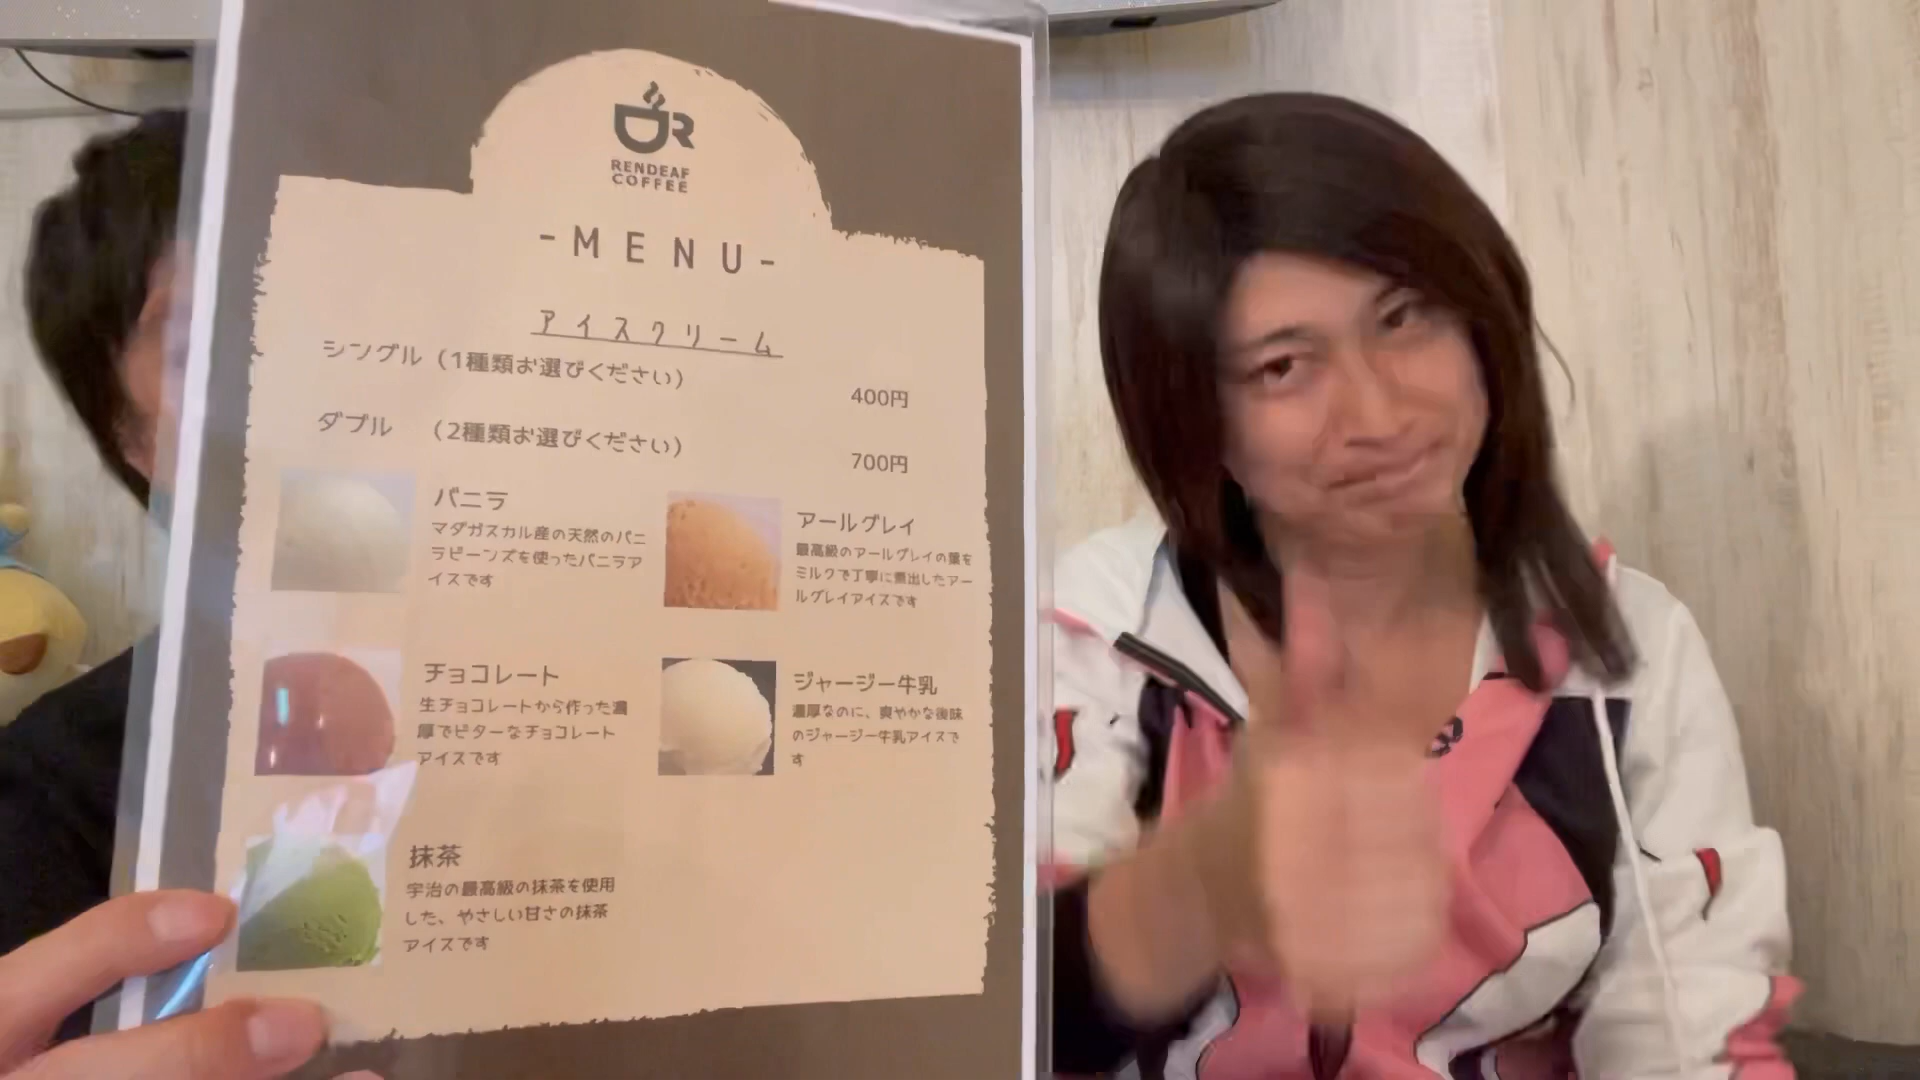 RENDEAF
COFFEE
-MENU-
アイスクリーム
シングル（1種類お選びください）
400円
ダブル （2種類お選びください）
700円
バニラ
マダガスカル産の天然のバニ
ラビーンズを使ったバニラア
イスです
アールグレイ
最高級のアールグレイの葉を
ミルクで丁寧に煮出したアー
ルグレイアイスです
チョコレート
生チョコレートから作った濃
厚でビターなチョコレート
アイスです
ジャージー牛乳
濃厚なのに、爽やかな後味
のジャージー牛乳アイスで
す
抹茶
宇治の最高級の抹茶を使用
した、やさしい甘さの抹茶
アイスです